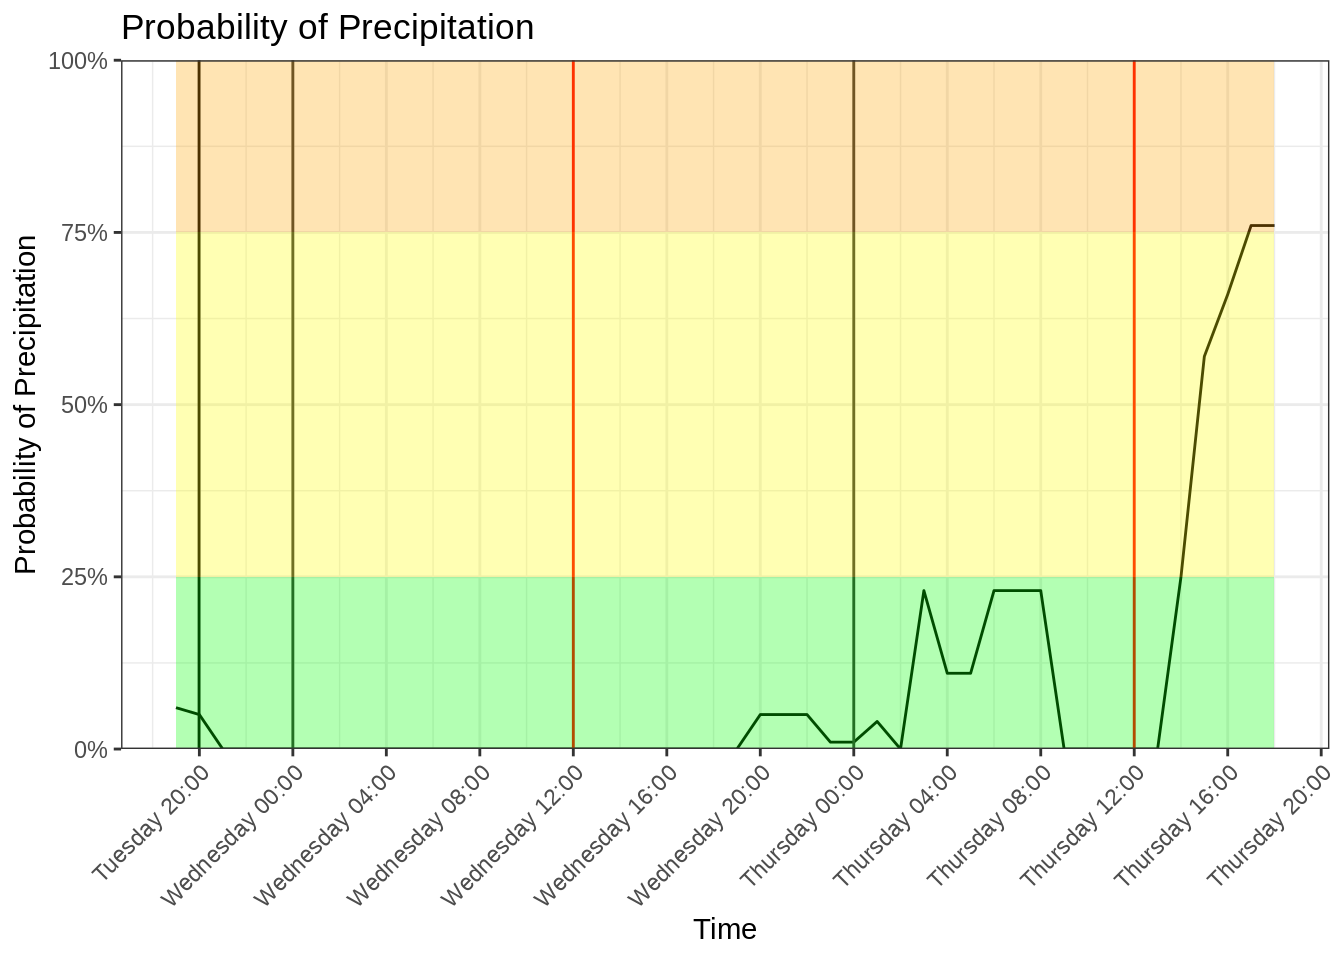 Probability of Precipitation
100%
75%
50%
25%
0%
Probability of Precipitation
Tuesday 20:00
Wednesday 00:00
Wednesday 04:00
Wednesday 08:00
Wednesday 12:00
Wednesday 16:00
Wednesday 20:00
Thursday 00:00
Thursday 04:00
Thursday 08:00
Thursday 12:00
Thursday 16:00
Thursday 20:00
Time